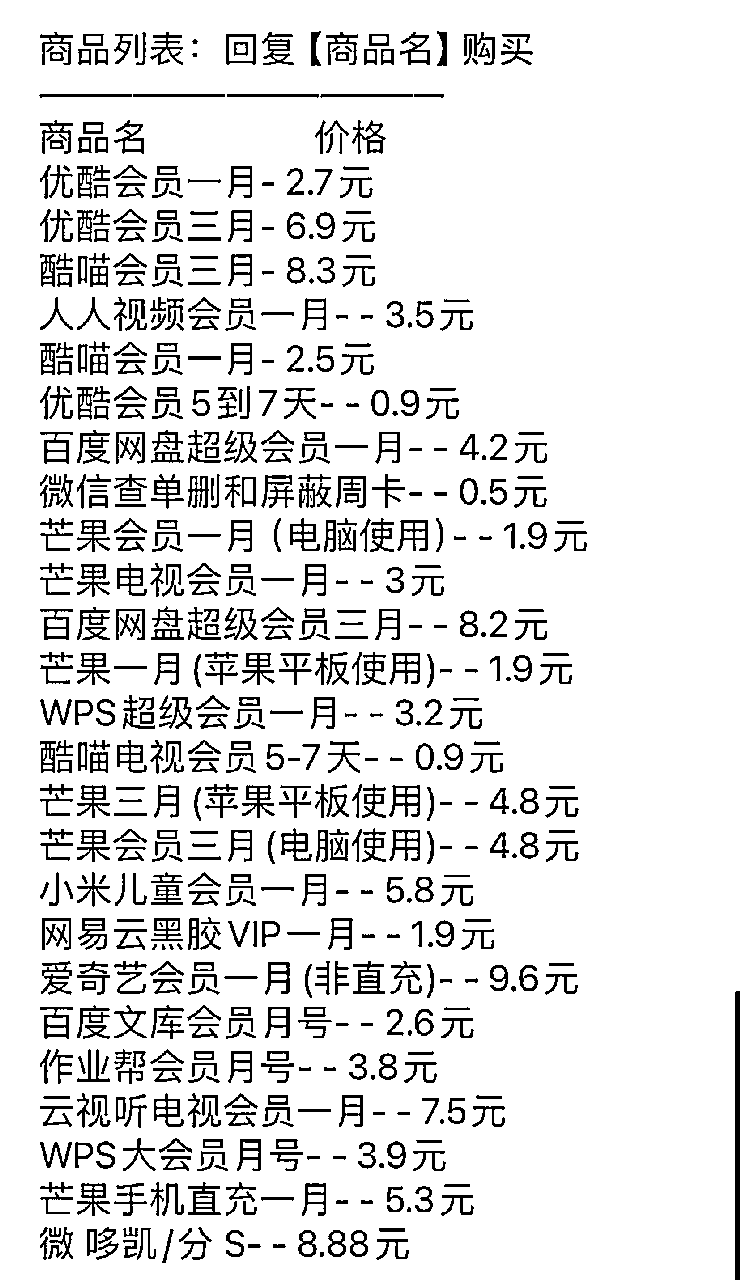 商品列表：回复【商品名】购买
————————————
商品名 价格
优酷会员一月- 2.7元
优酷会员三月- 6.9元
酷喵会员三月- 8.3元
人人视频会员一月- - 3.5元
酷喵会员一月- 2.5元
优酷会员5到7天- - 0.9元
百度网盘超级会员一月- - 4.2元
微信查单删和屏蔽周卡- - 0.5元
芒果会员一月（电脑使用）- - 1.9元
芒果电视会员一月- - 3元
百度网盘超级会员三月- - 8.2元
芒果一月(苹果平板使用)- - 1.9元
WPS超级会员一月- - 3.2元
酷喵电视会员5-7天- - 0.9元
芒果三月(苹果平板使用)- - 4.8元
芒果会员三月(电脑使用)- - 4.8元
小米儿童会员一月- - 5.8元
网易云黑胶VIP一月- - 1.9元
爱奇艺会员一月(非直充)- - 9.6元
百度文库会员月号- - 2.6元
作业帮会员月号- - 3.8元
云视听电视会员一月- - 7.5元
WPS大会员月号- - 3.9元
芒果手机直充一月- - 5.3元
微 哆凯/分 S- - 8.88元